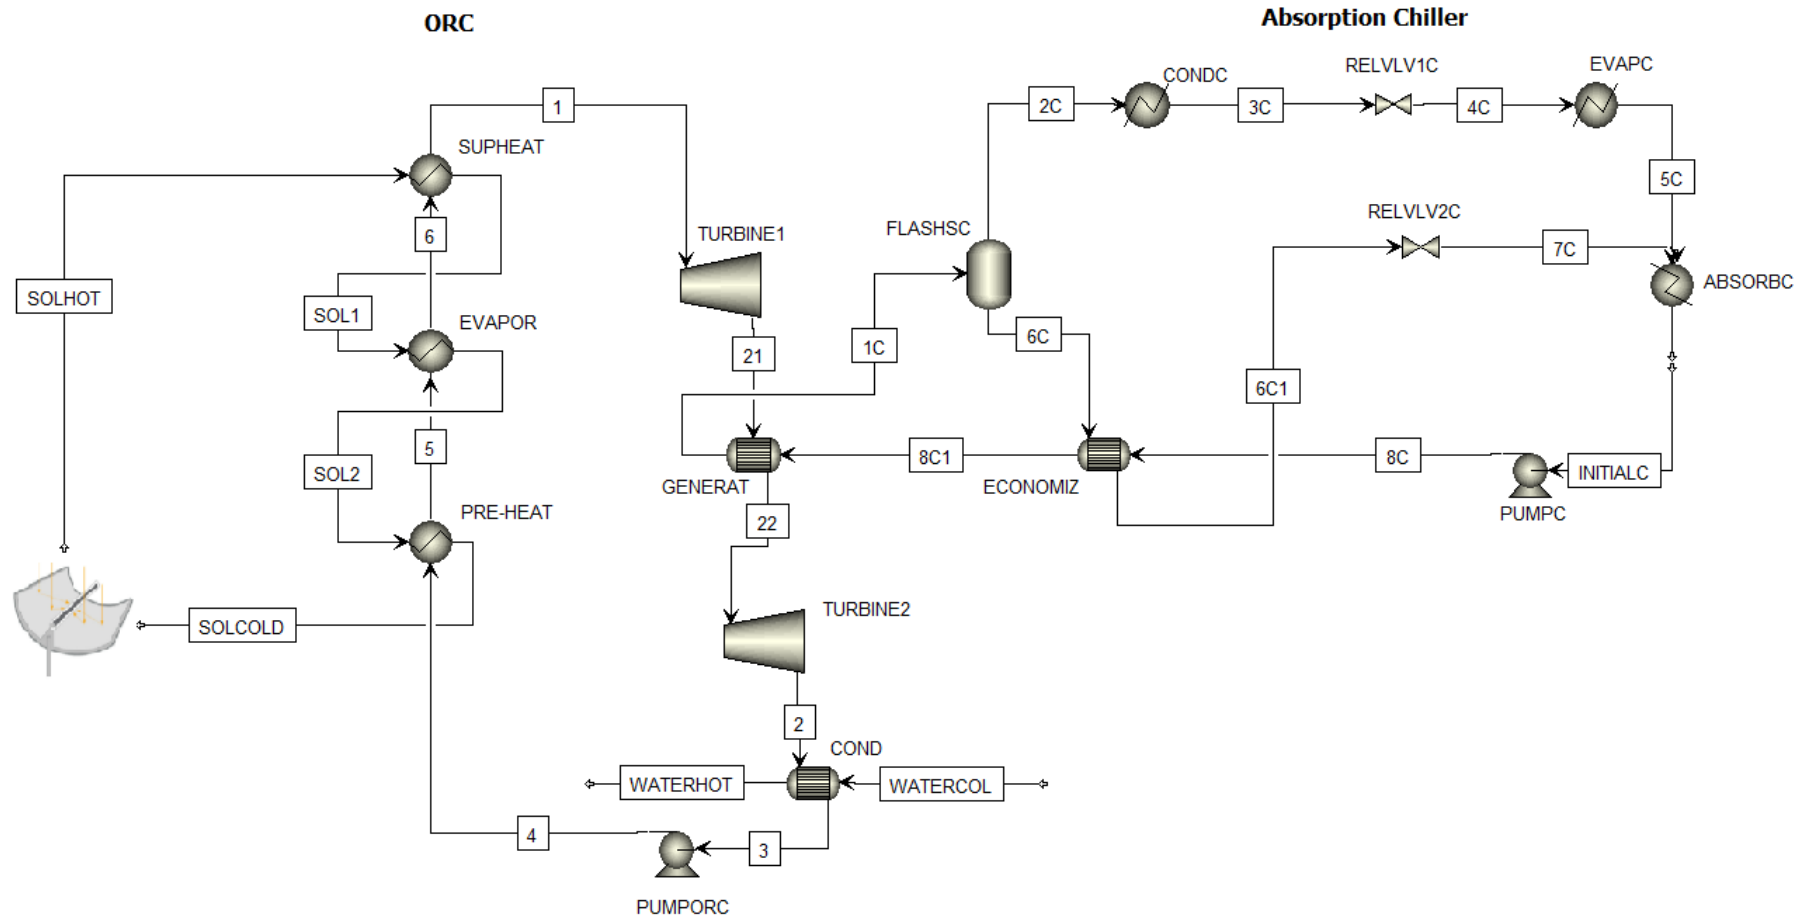 ORC
Absorption Chiller
RELVLV1C
EVAPC
CONDC
1
2C
3C
4C
SUPHEAT
5C
RELVLV2C
6
TURBINE1
FLASHSC
7C
SOLHOT
ABSORBC
SOL1
EVAPOR
21
1C
6C
6C1
5
SOL2
8C1
8C
INITIALC
GENERAT
ECONOMIZ
PRE-HEAT
22
PUMPC
SOLCOLD
TURBINE2
2
COND
WATERHOT
WATERCOL
4
3
PUMPORC